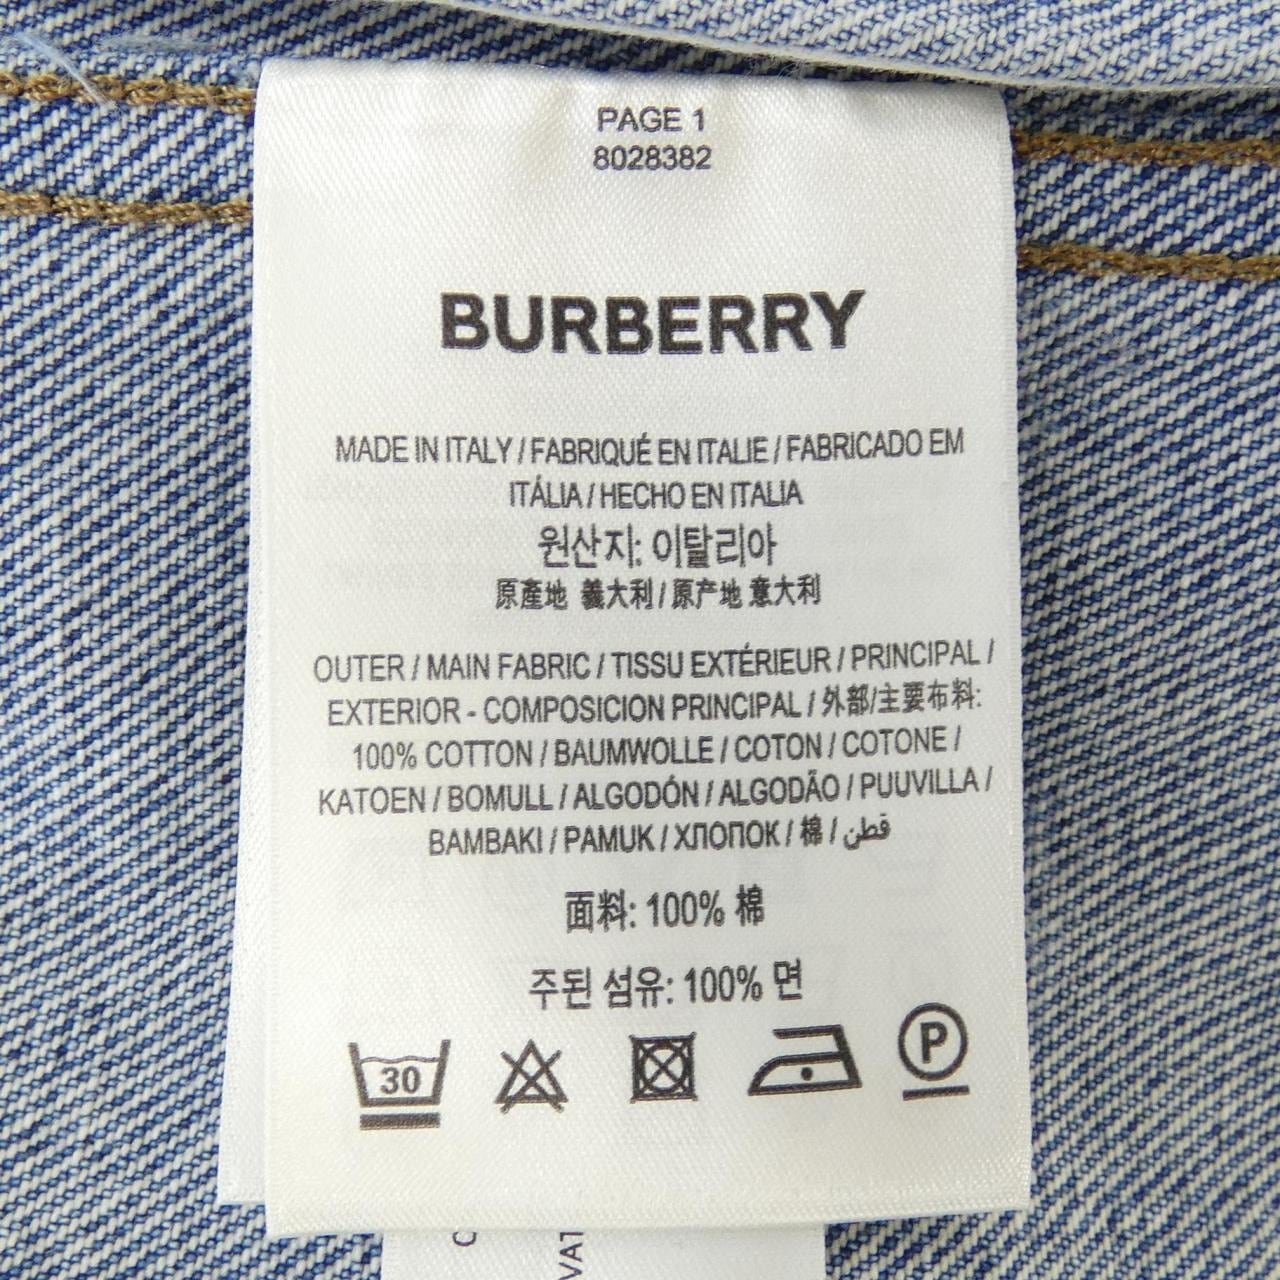 PAGE 1
8028382
BURBERRY
MADE IN ITALY / FABRIQUÉ EN ITALIE / FABRICADO EM
ITÁLIA / HECHO EN ITALIA
원산지: 이탈리아
原產地 義大利 / 原产地 意大利
OUTER / MAIN FABRIC / TISSU EXTÉRIEUR / PRINCIPAL /
EXTERIOR - COMPOSICION PRINCIPAL / 外部/主要布料:
100% COTTON / BAUMWOLLE / COTON / COTONE /
KATOEN / BOMULL / ALGODÓN / ALGODÃO / PUUVILLA /
BAMBAKI / PAMUK / ХЛОПОК / 棉 / قطن
面料: 100% 棉
주된 섬유: 100% 면
30
P